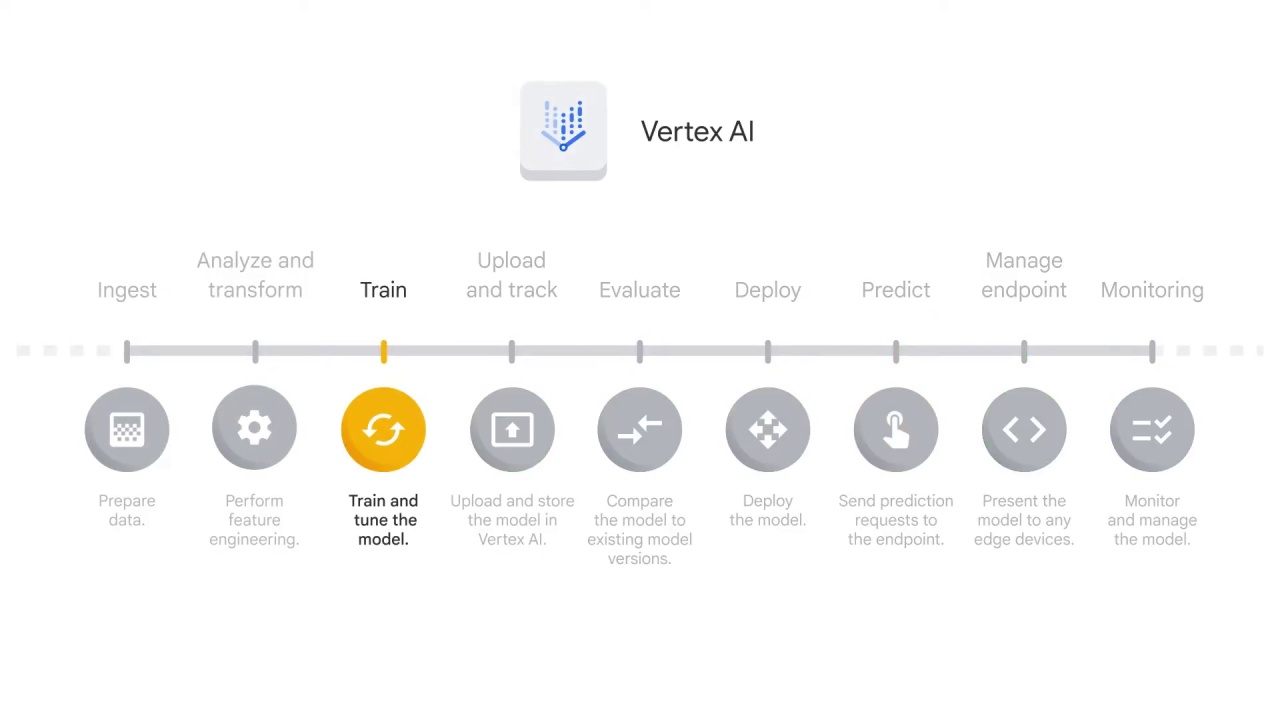 Vertex AI
Ingest
Analyze and
transform
Train
Upload
and track
Evaluate
Deploy
Predict
Manage
endpoint
Monitoring
Prepare
data.
Perform
feature
engineering.
Train and
tune the
model.
Upload and store
the model in
Vertex AI.
Compare
the model to
existing model
versions.
Deploy
the model.
Send prediction
requests to
the endpoint.
Present the
model to any
edge devices.
Monitor
and manage
the model.